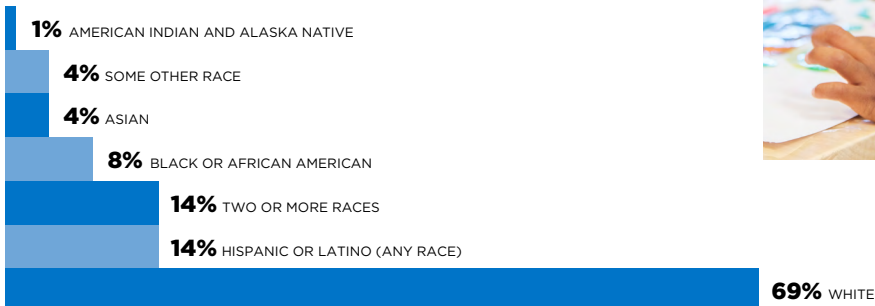 1% AMERICAN INDIAN AND ALASKA NATIVE
4% SOME OTHER RACE
4% ASIAN
8% BLACK OR AFRICAN AMERICAN
14% TWO OR MORE RACES
14% HISPANIC OR LATINO (ANY RACE)
69% WHITE